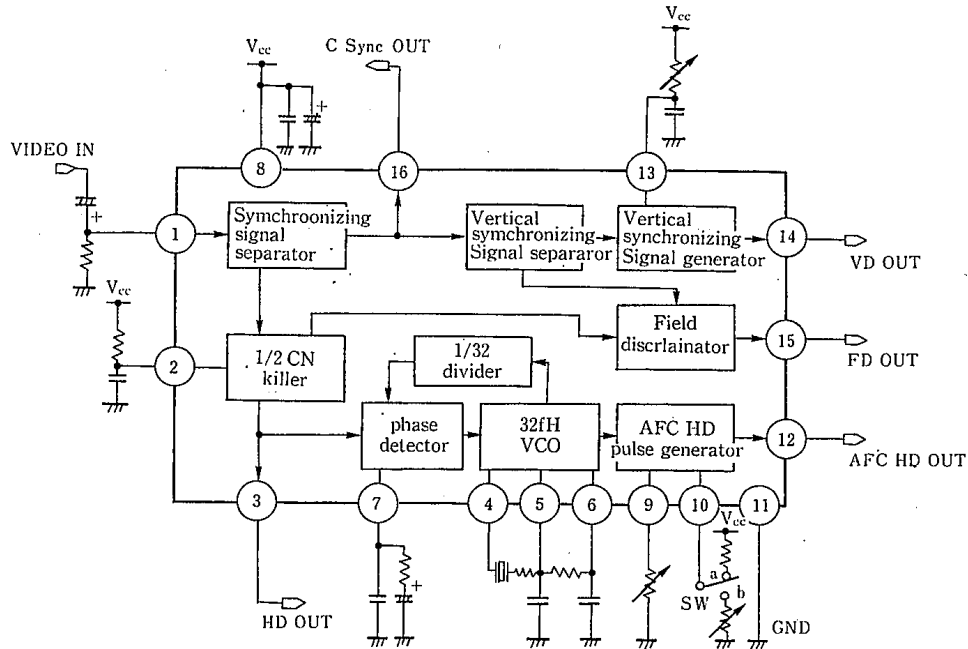 Vcc
C Sync OUT
Vcc
+
VIDEO IN
8
16
13
+
1
Symchroonizing
signal
separator
Vertical
symchronizing
Signal separaror
Vertical
synchronizing
Signal generator
14
VD OUT
Vcc
2
1/2 CN
killer
1/32
divider
Field
discrlainator
15
FD OUT
phase
detector
32fH
VCO
AFC HD
pulse generator
12
AFC HD OUT
3
7
4
5
6
9
10
11
Vcc
+
a
SW
b
HD OUT
GND